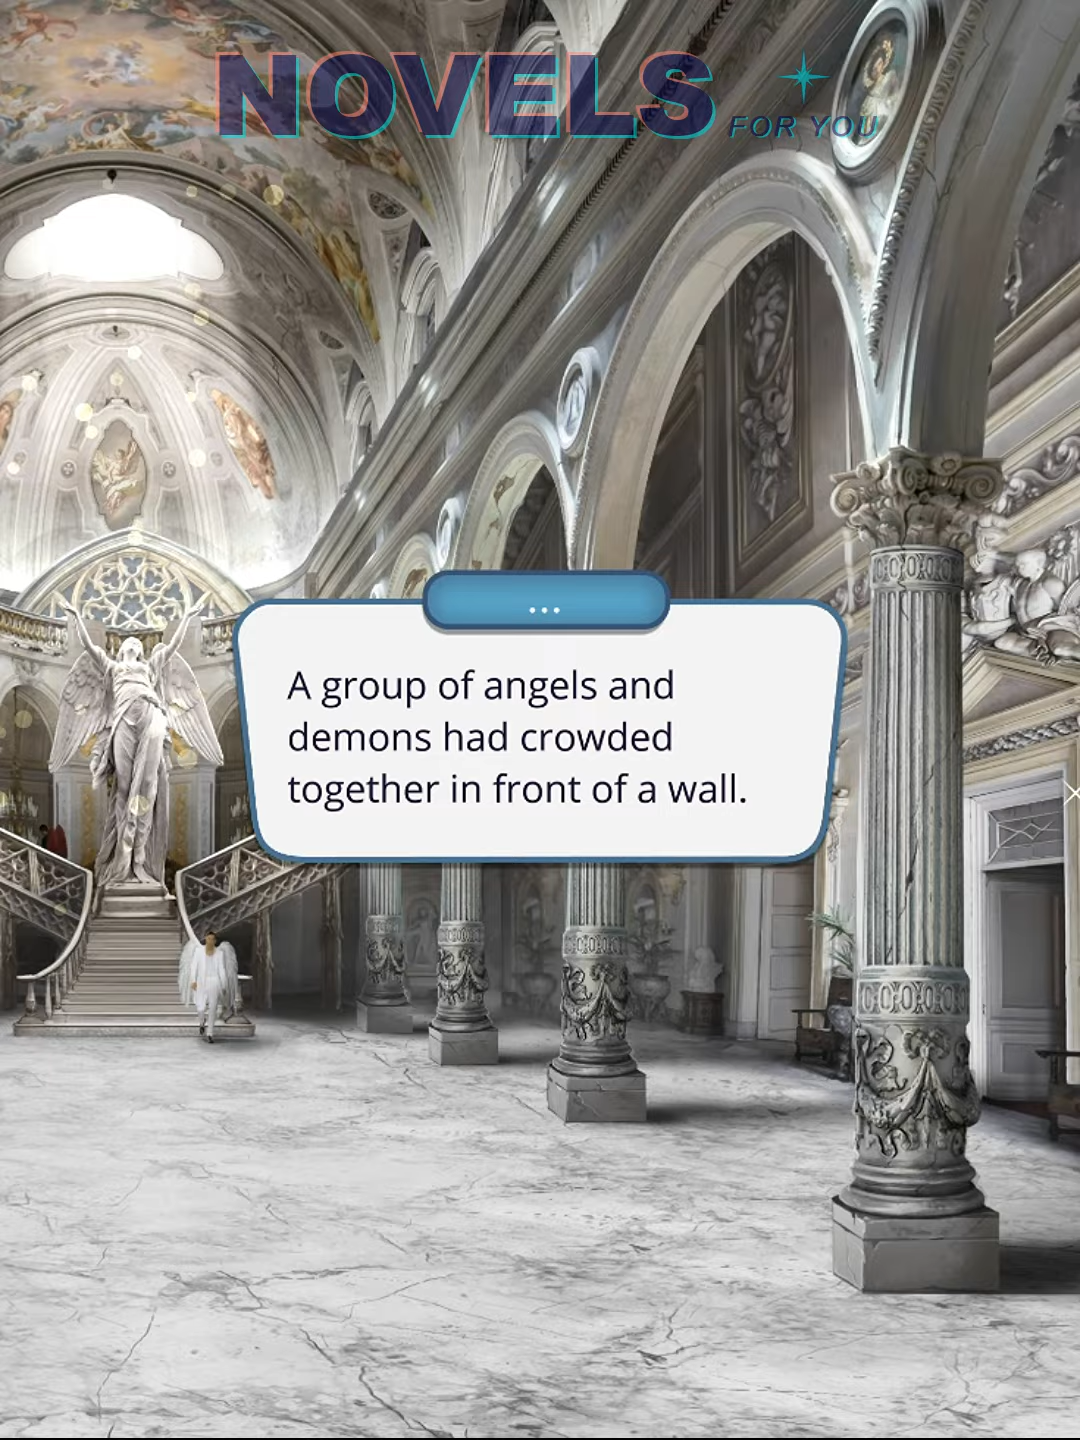 NOVELS
FOR YOU
...
A group of angels and
demons had crowded
together in front of a wall.